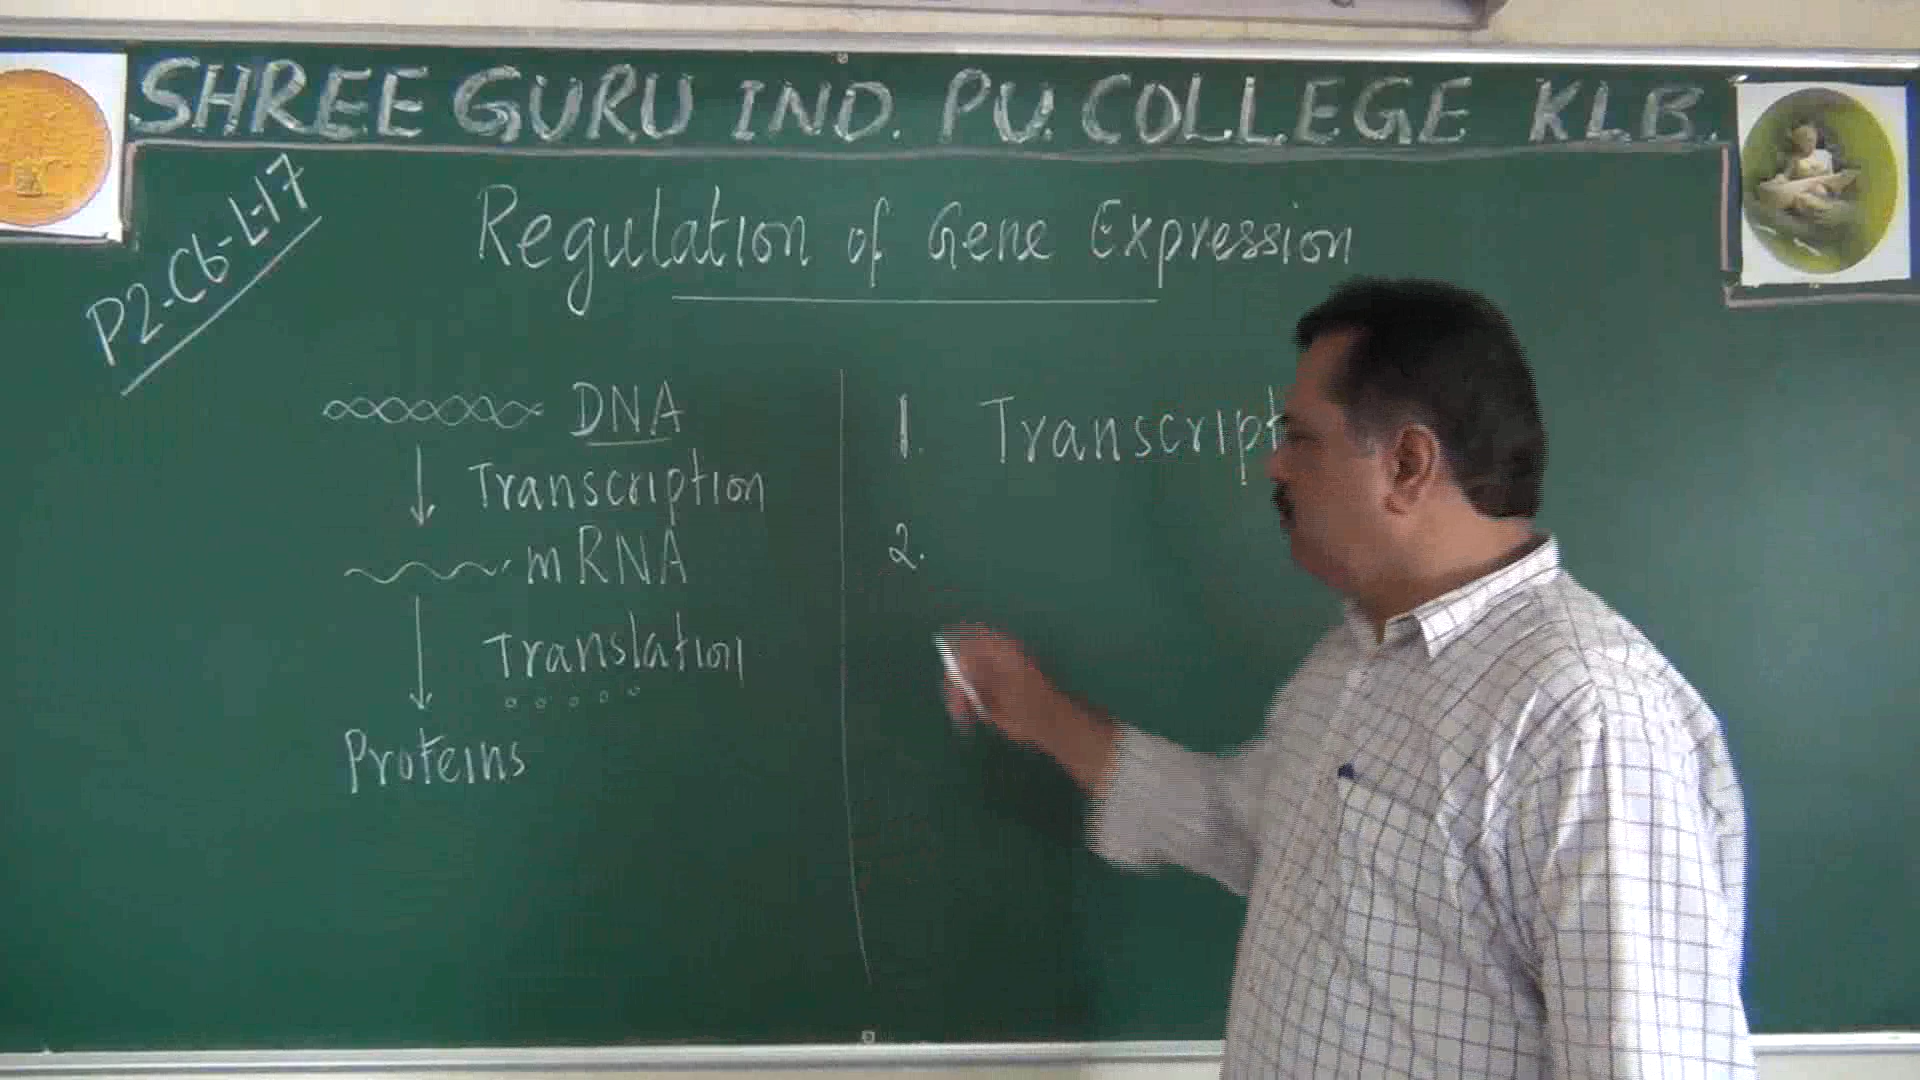 SHREE GURU IND. PU. COLLEGE KLB.
P2-C6-L-17
Regulation of Gene Expression
DNA
Transcription
mRNA
Translation
Proteins
1. Transcript
2.